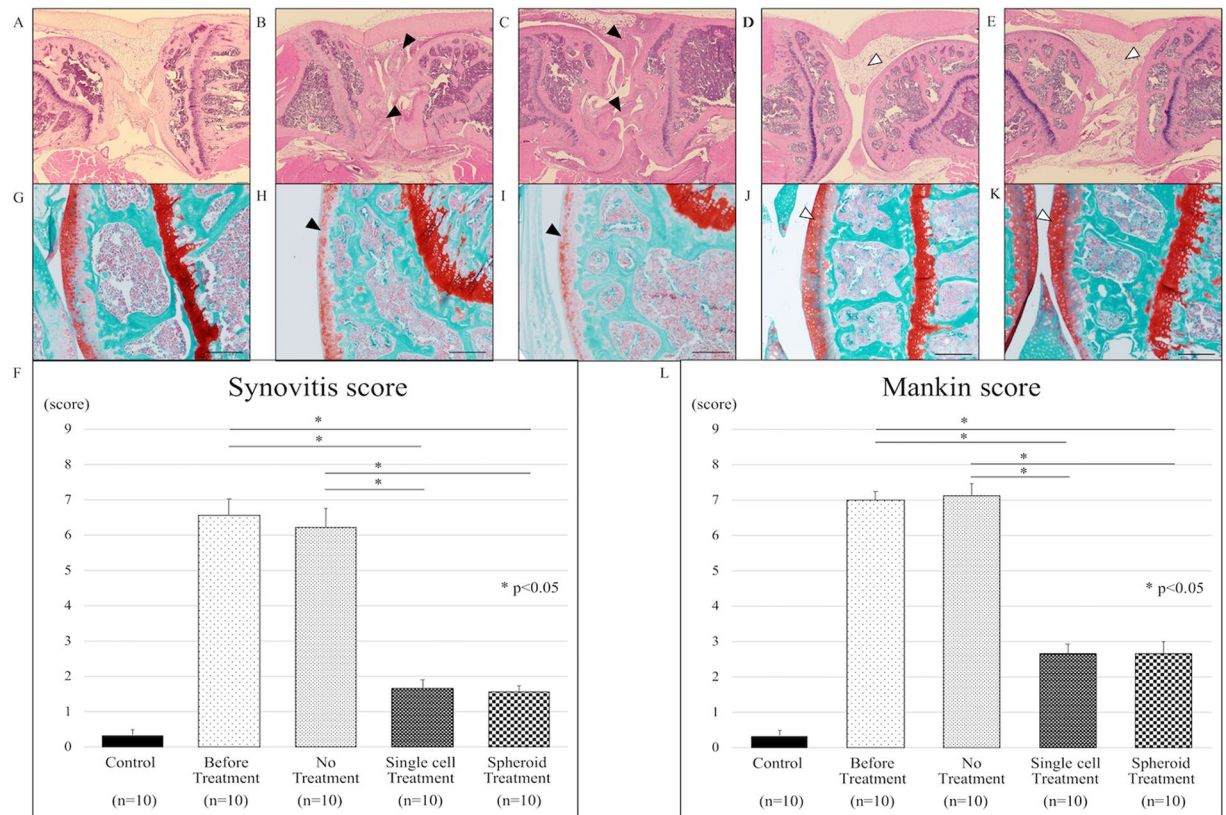 A B C D E
G H I J K
F
Synovitis score
(score)
*
*
*
*
9
8
7
6
5
4
3
2
1
0
* p<0.05
Control Before Treatment No Treatment Single cell Treatment Spheroid Treatment
(n=10) (n=10) (n=10) (n=10) (n=10)
L
Mankin score
(score)
*
*
*
*
9
8
7
6
5
4
3
2
1
0
* p<0.05
Control Before Treatment No Treatment Single cell Treatment Spheroid Treatment
(n=10) (n=10) (n=10) (n=10) (n=10)